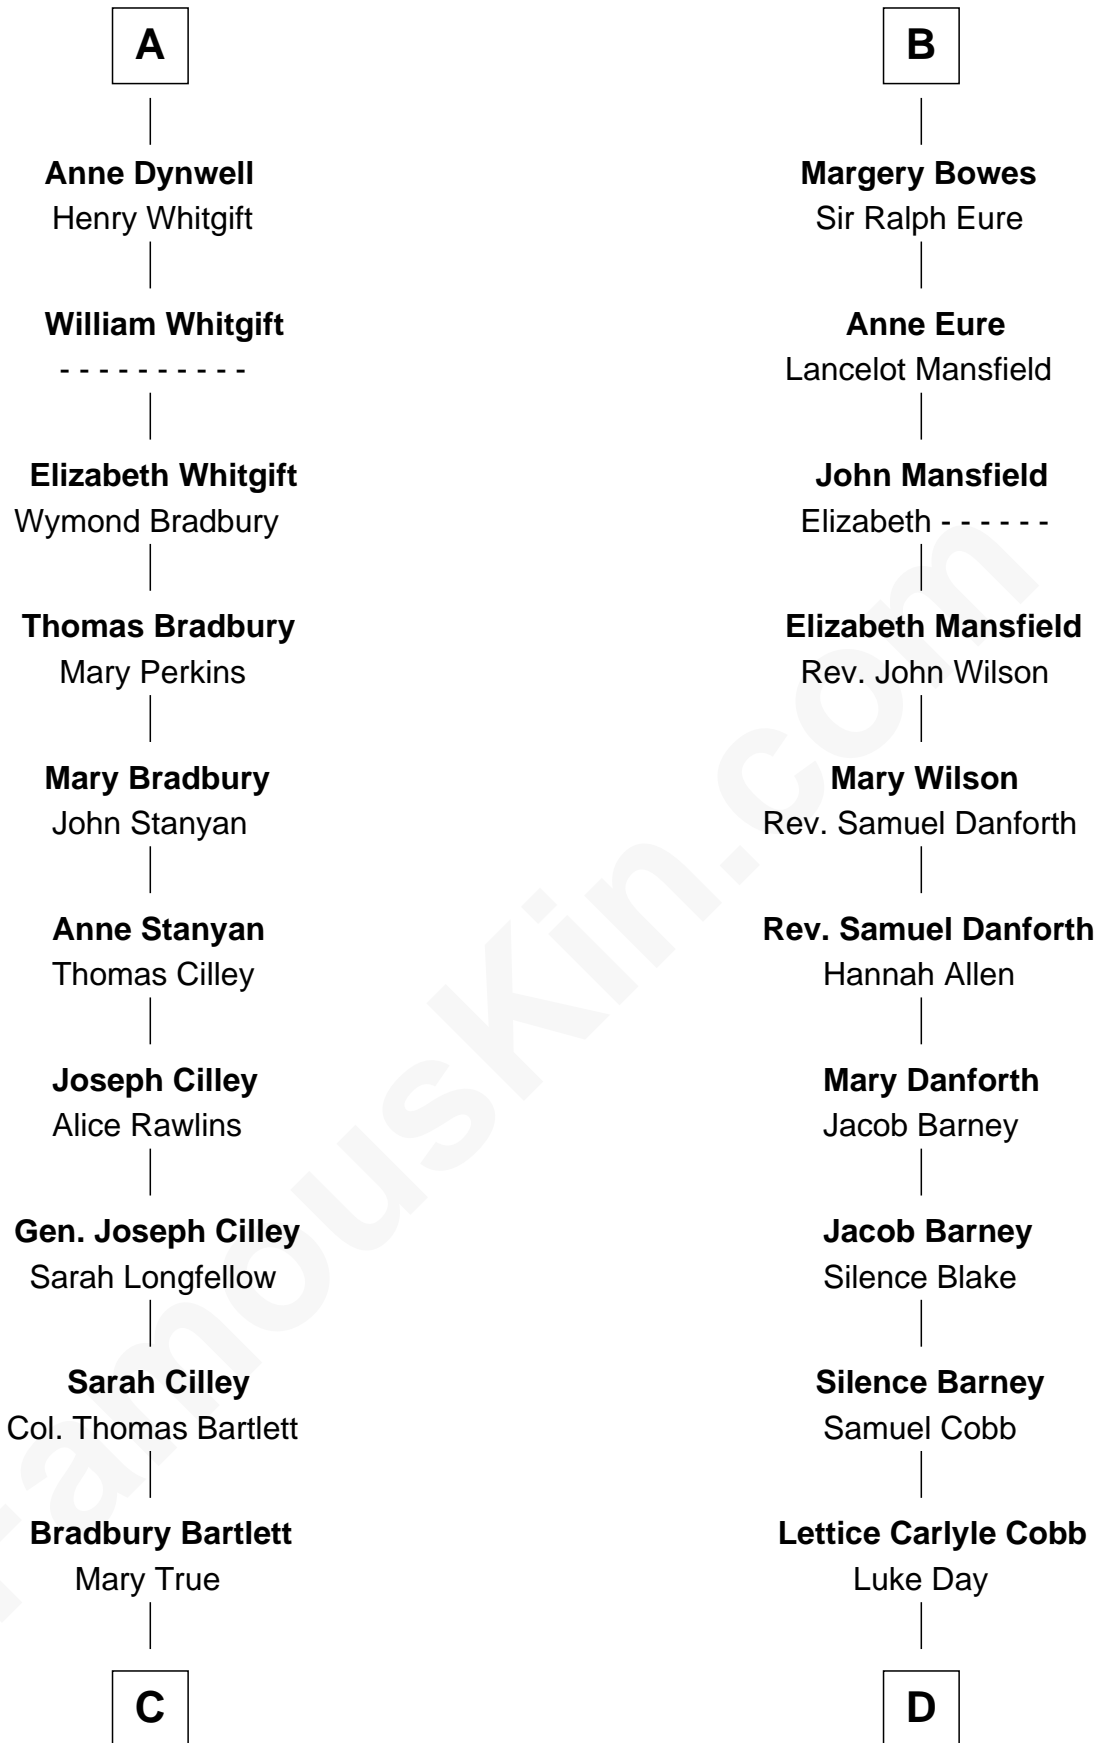 A
Anne Dynwell
Henry Whitgift
William Whitgift
- - - - - - - - - -
Elizabeth Whitgift
Wymond Bradbury
Thomas Bradbury
Mary Perkins
Mary Bradbury
John Stanyan
Anne Stanyan
Thomas Cilley
Joseph Cilley
Alice Rawlins
Gen. Joseph Cilley
Sarah Longfellow
Sarah Cilley
Col. Thomas Bartlett
Bradbury Bartlett
Mary True
C
B
Margery Bowes
Sir Ralph Eure
Anne Eure
Lancelot Mansfield
John Mansfield
Elizabeth - - - - - -
Elizabeth Mansfield
Rev. John Wilson
Mary Wilson
Rev. Samuel Danforth
Rev. Samuel Danforth
Hannah Allen
Mary Danforth
Jacob Barney
Jacob Barney
Silence Blake
Silence Barney
Samuel Cobb
Lettice Carlyle Cobb
Luke Day
D
FamousKin.com